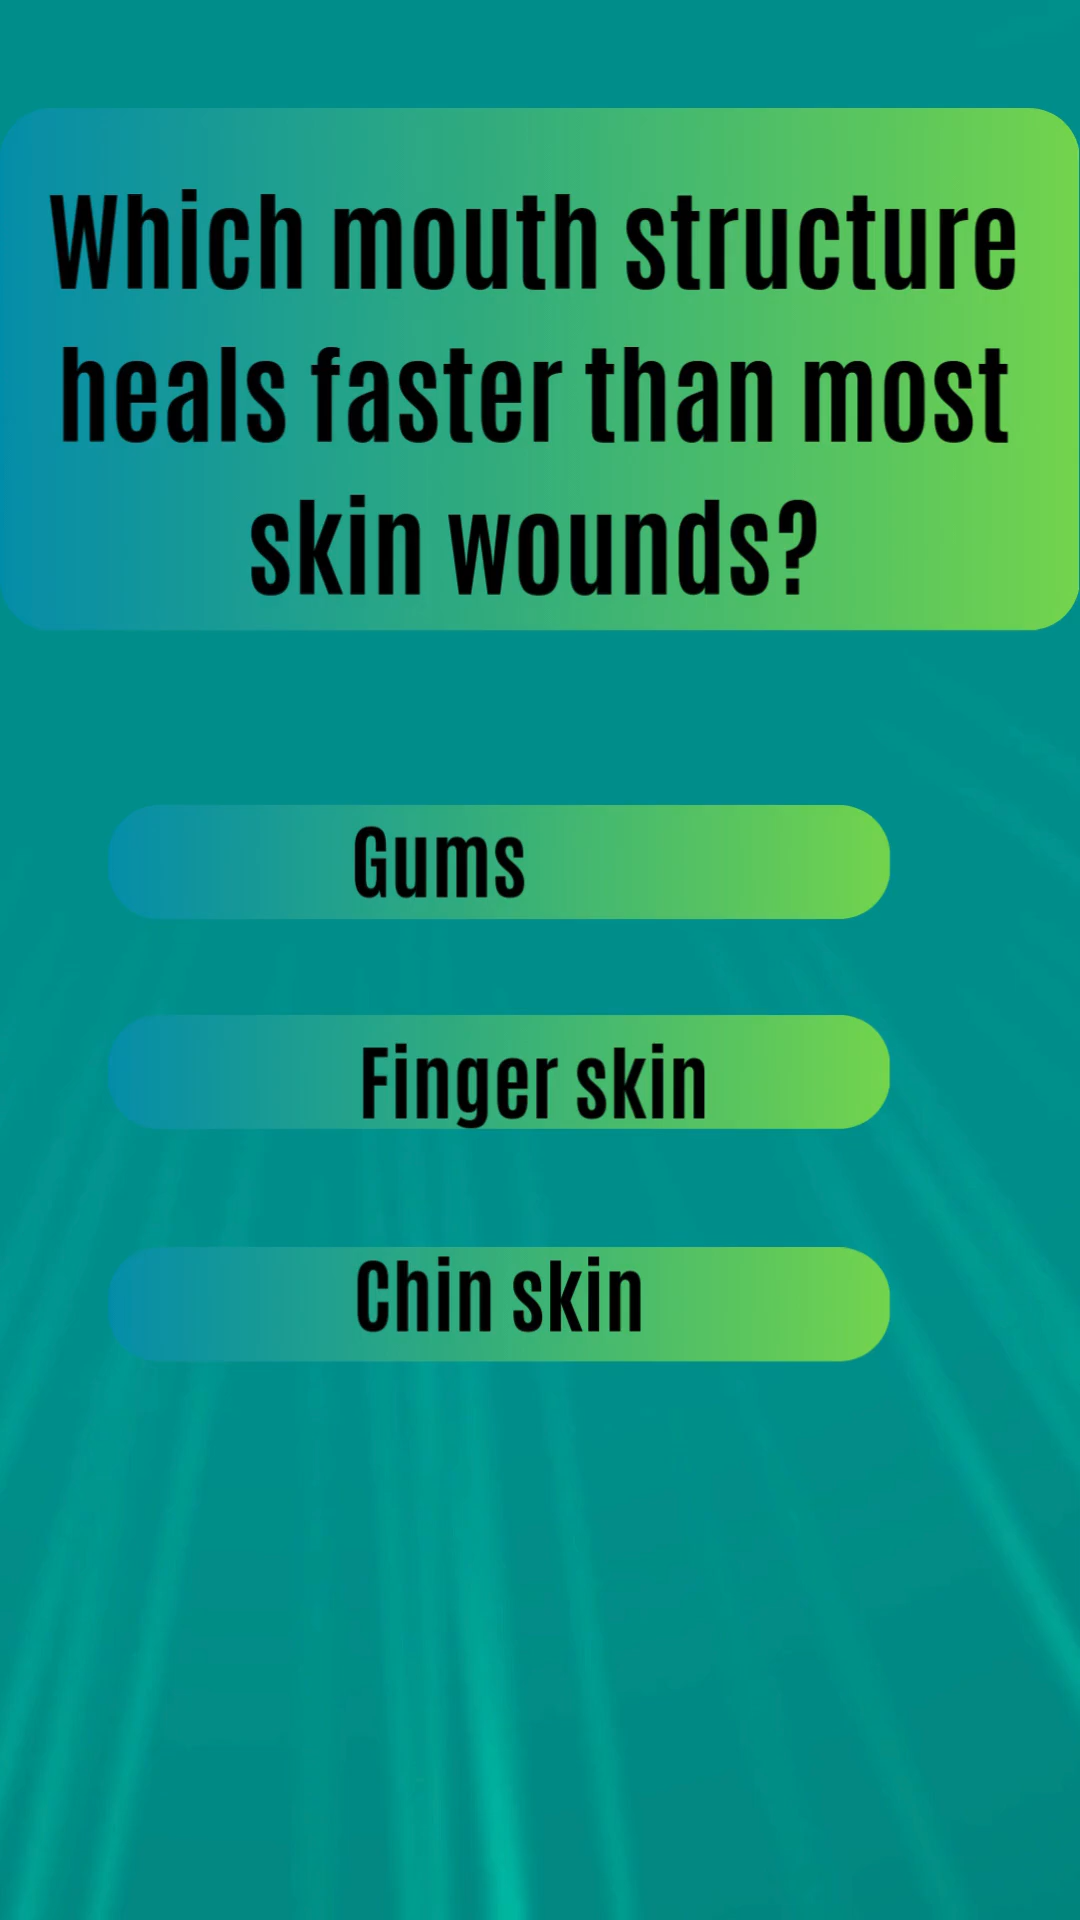 Which mouth structure
heals faster than most
skin wounds?
Gums
Finger skin
Chin skin